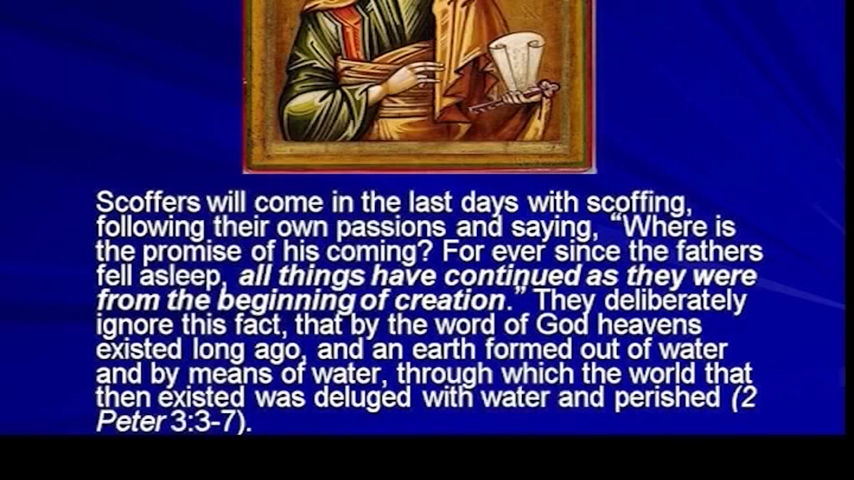 Scoffers will come in the last days with scoffing,
following their own passions and saying, “Where is
the promise of his coming? For ever since the fathers
fell asleep, all things have continued as they were
from the beginning of creation.” They deliberately
ignore this fact, that by the word of God heavens
existed long ago, and an earth formed out of water
and by means of water, through which the world that
then existed was deluged with water and perished (2
Peter 3:3-7).